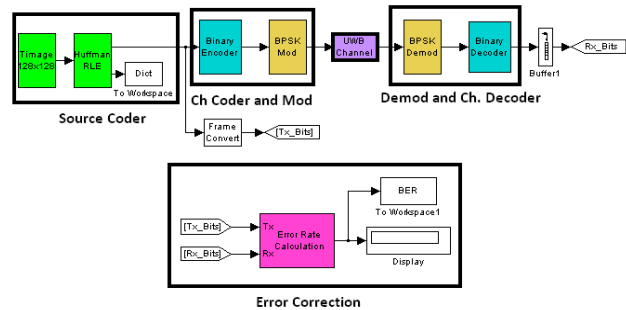 Timage
128x128
Huffman
RLE
Dict
To Workspace
Source Coder
Binary
Encoder
BPSK
Mod
Ch Coder and Mod
UWB
Channel
BPSK
Demod
Binary
Decoder
Demod and Ch. Decoder
Buffer1
Rx_Bits
Frame
Convert
[Tx_Bits]
[Tx_Bits]
[Rx_Bits]
Tx
Rx
Error Rate
Calculation
BER
To Workspace1
Display
Error Correction